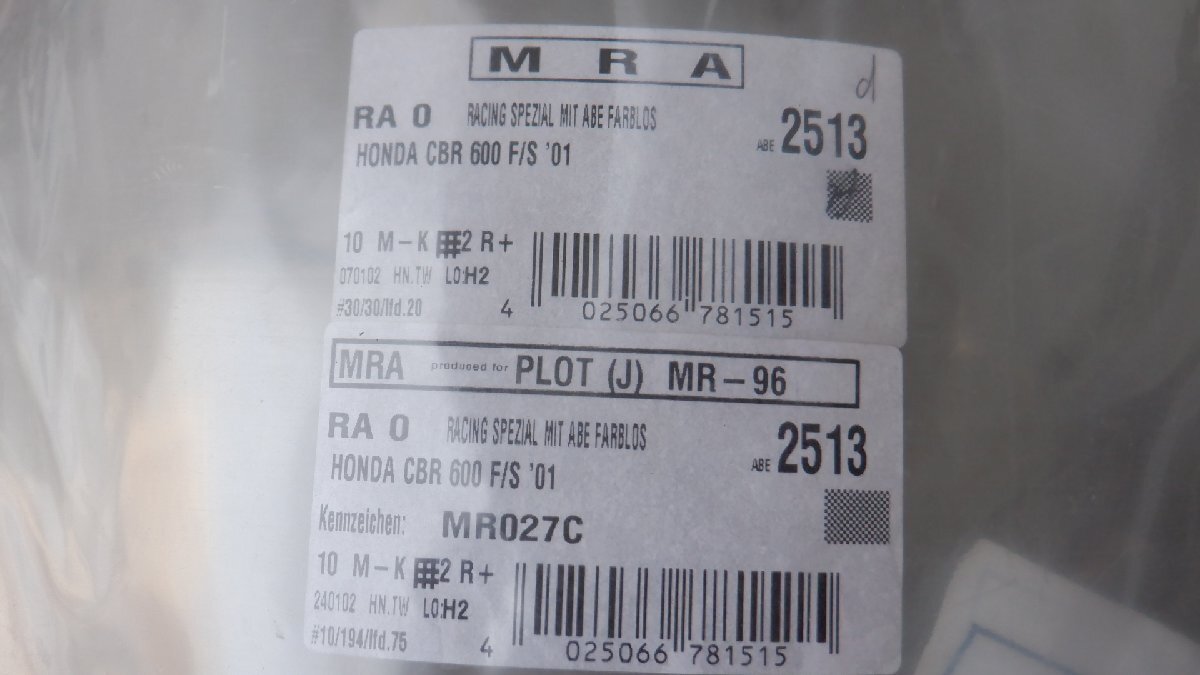 M R A
d
RA 0 RACING SPEZIAL MIT ABE FARBLOS
ABE 2513
HONDA CBR 600 F/S '01
10 M-K 2 R+
070102 HN.TW LO:H2
#30/30/lfd.20
4 025066 781515
MRA produced for PLOT (J) MR-96
RA 0 RACING SPEZIAL MIT ABE FARBLOS
ABE 2513
HONDA CBR 600 F/S '01
Kennzeichen: MR027C
10 M-K 2 R+
240102 HN.TW LO:H2
#10/194/lfd.75
4 025066 781515